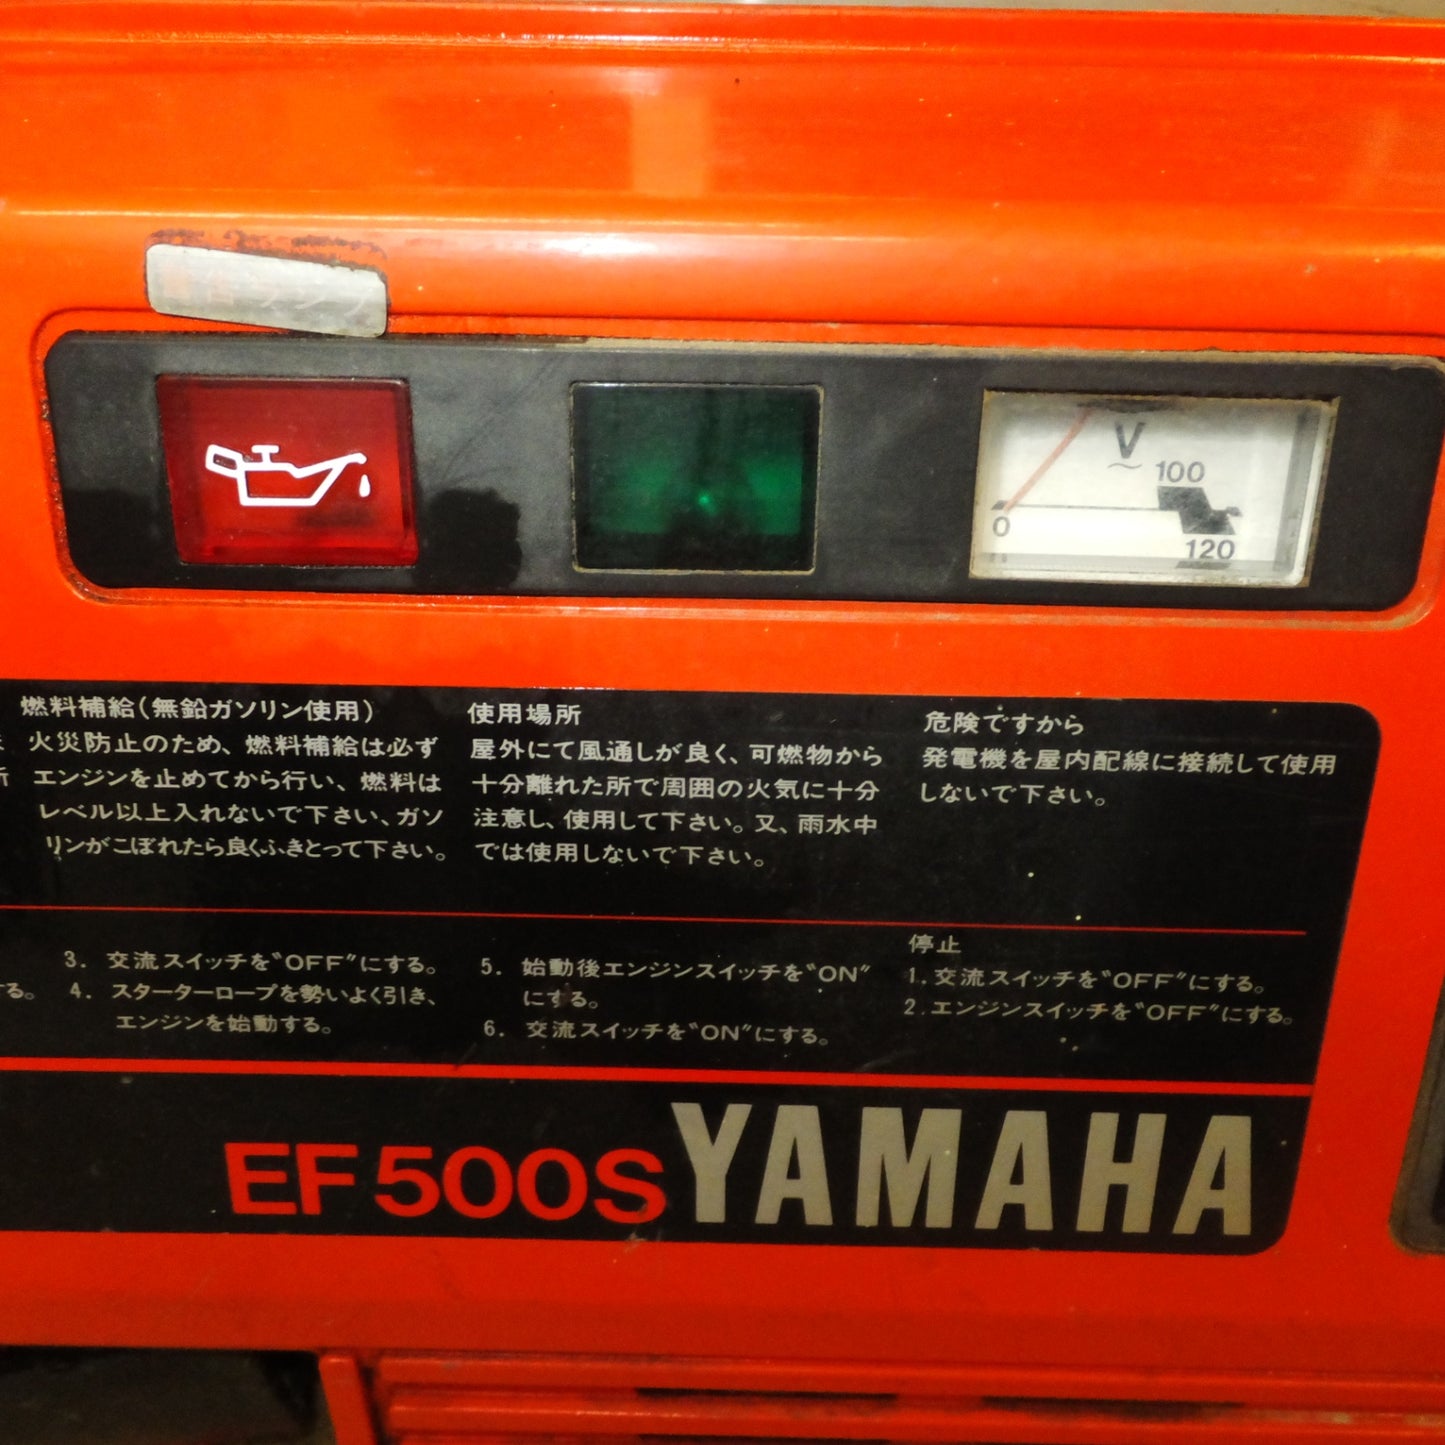 警告ランプ
V
100
0
120
燃料補給(無鉛ガソリン使用)
火災防止のため、燃料補給は必ず
エンジンを止めてから行い、燃料は
レベル以上入れないで下さい、ガソ
リンがこぼれたら良くふきとって下さい。
使用場所
屋外にて風通しが良く、可燃物から
十分離れた所で周囲の火気に十分
注意し、使用して下さい。又、雨水中
では使用しないで下さい。
危険ですから
発電機を屋内配線に接続して使用
しないで下さい。
する。
3. 交流スイッチを"OFF"にする。
4. スターターロープを勢いよく引き、
エンジンを始動する。
5. 始動後エンジンスイッチを"ON"
にする。
6. 交流スイッチを"ON"にする。
停止
1. 交流スイッチを"OFF"にする。
2. エンジンスイッチを"OFF"にする。
EF500S YAMAHA